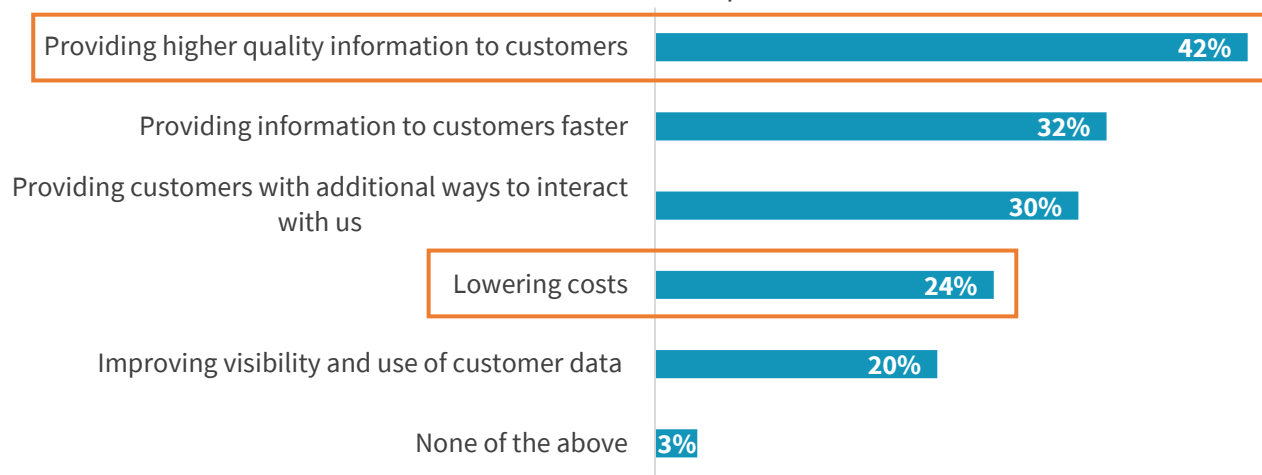 Providing higher quality information to customers 42%
Providing information to customers faster 32%
Providing customers with additional ways to interact
with us 30%
Lowering costs 24%
Improving visibility and use of customer data 20%
None of the above 3%